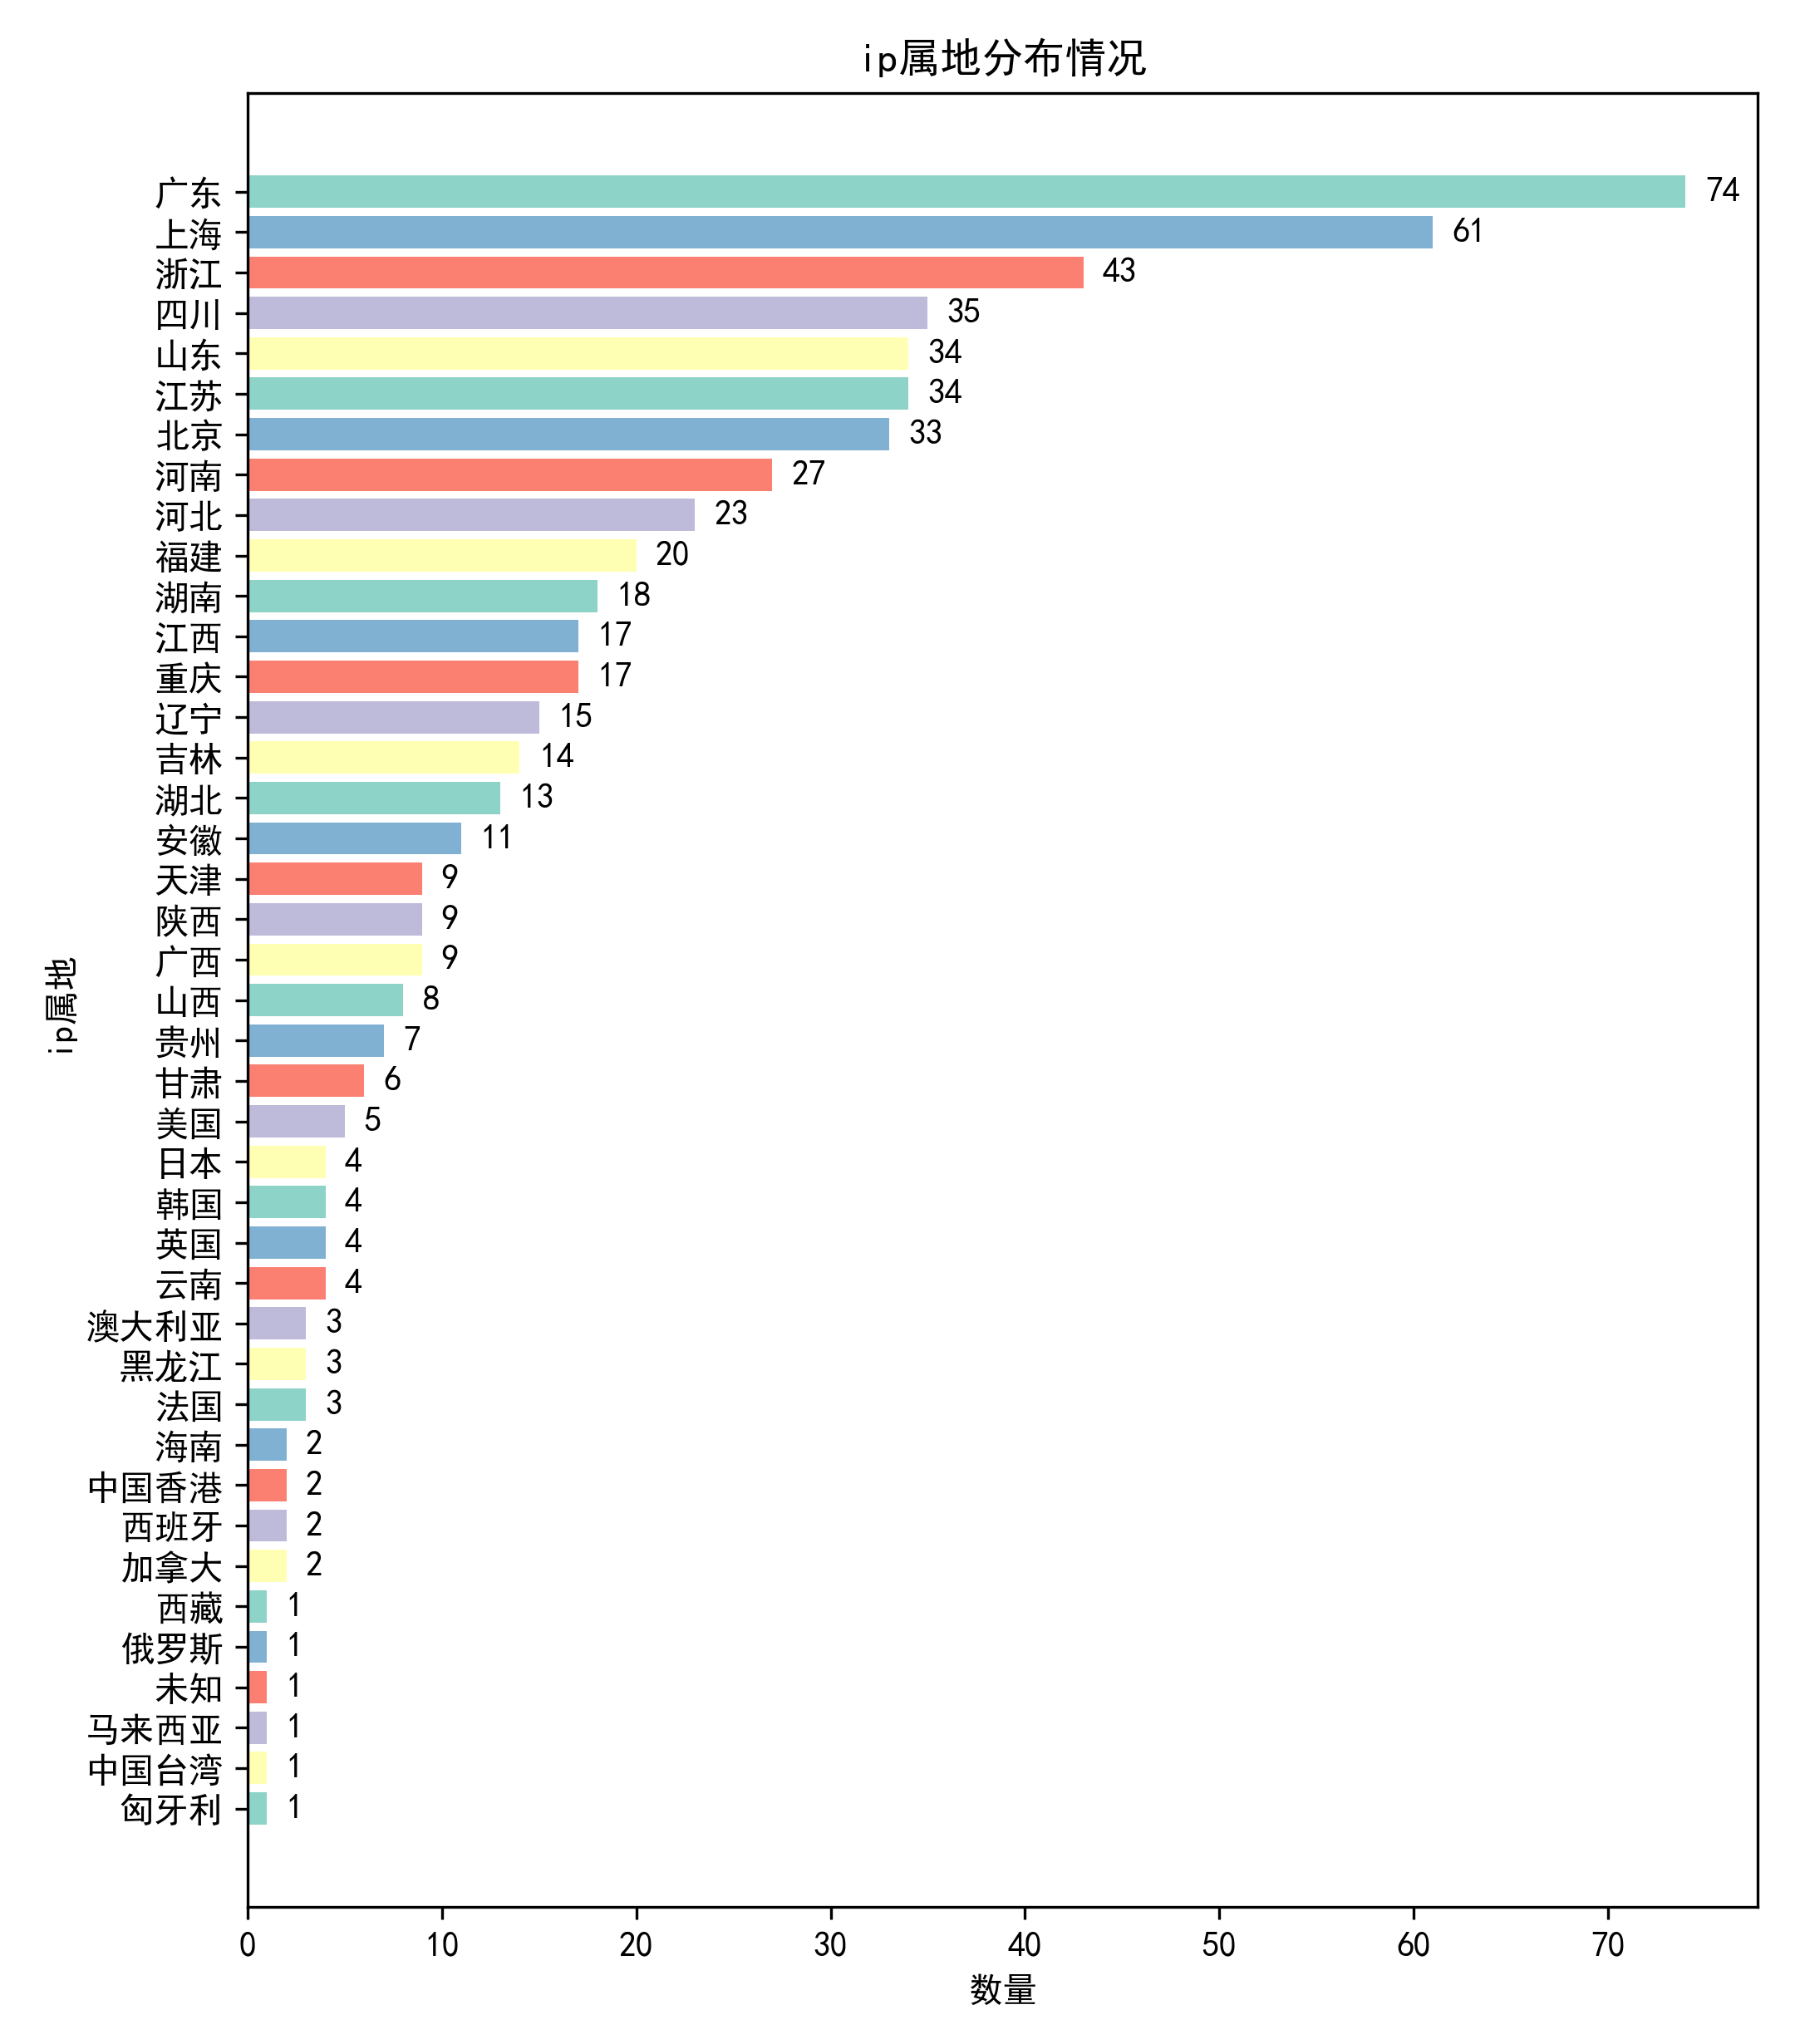 ip属地分布情况
广东 74
上海 61
浙江 43
四川 35
山东 34
江苏 34
北京 33
河南 27
河北 23
福建 20
湖南 18
江西 17
重庆 17
辽宁 15
吉林 14
湖北 13
安徽 11
天津 9
陕西 9
广西 9
山西 8
贵州 7
甘肃 6
美国 5
日本 4
韩国 4
英国 4
云南 4
澳大利亚 3
黑龙江 3
法国 3
海南 2
中国香港 2
西班牙 2
加拿大 2
西藏 1
俄罗斯 1
未知 1
马来西亚 1
中国台湾 1
匈牙利 1
ip属地
0 10 20 30 40 50 60 70
数量